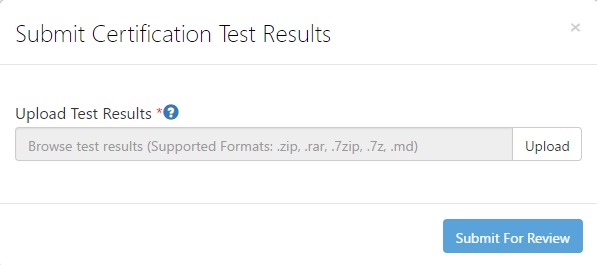 Submit Certification Test Results ×
Upload Test Results *?
Browse test results (Supported Formats: .zip, .rar, .7zip, .7z, .md) Upload
Submit For Review